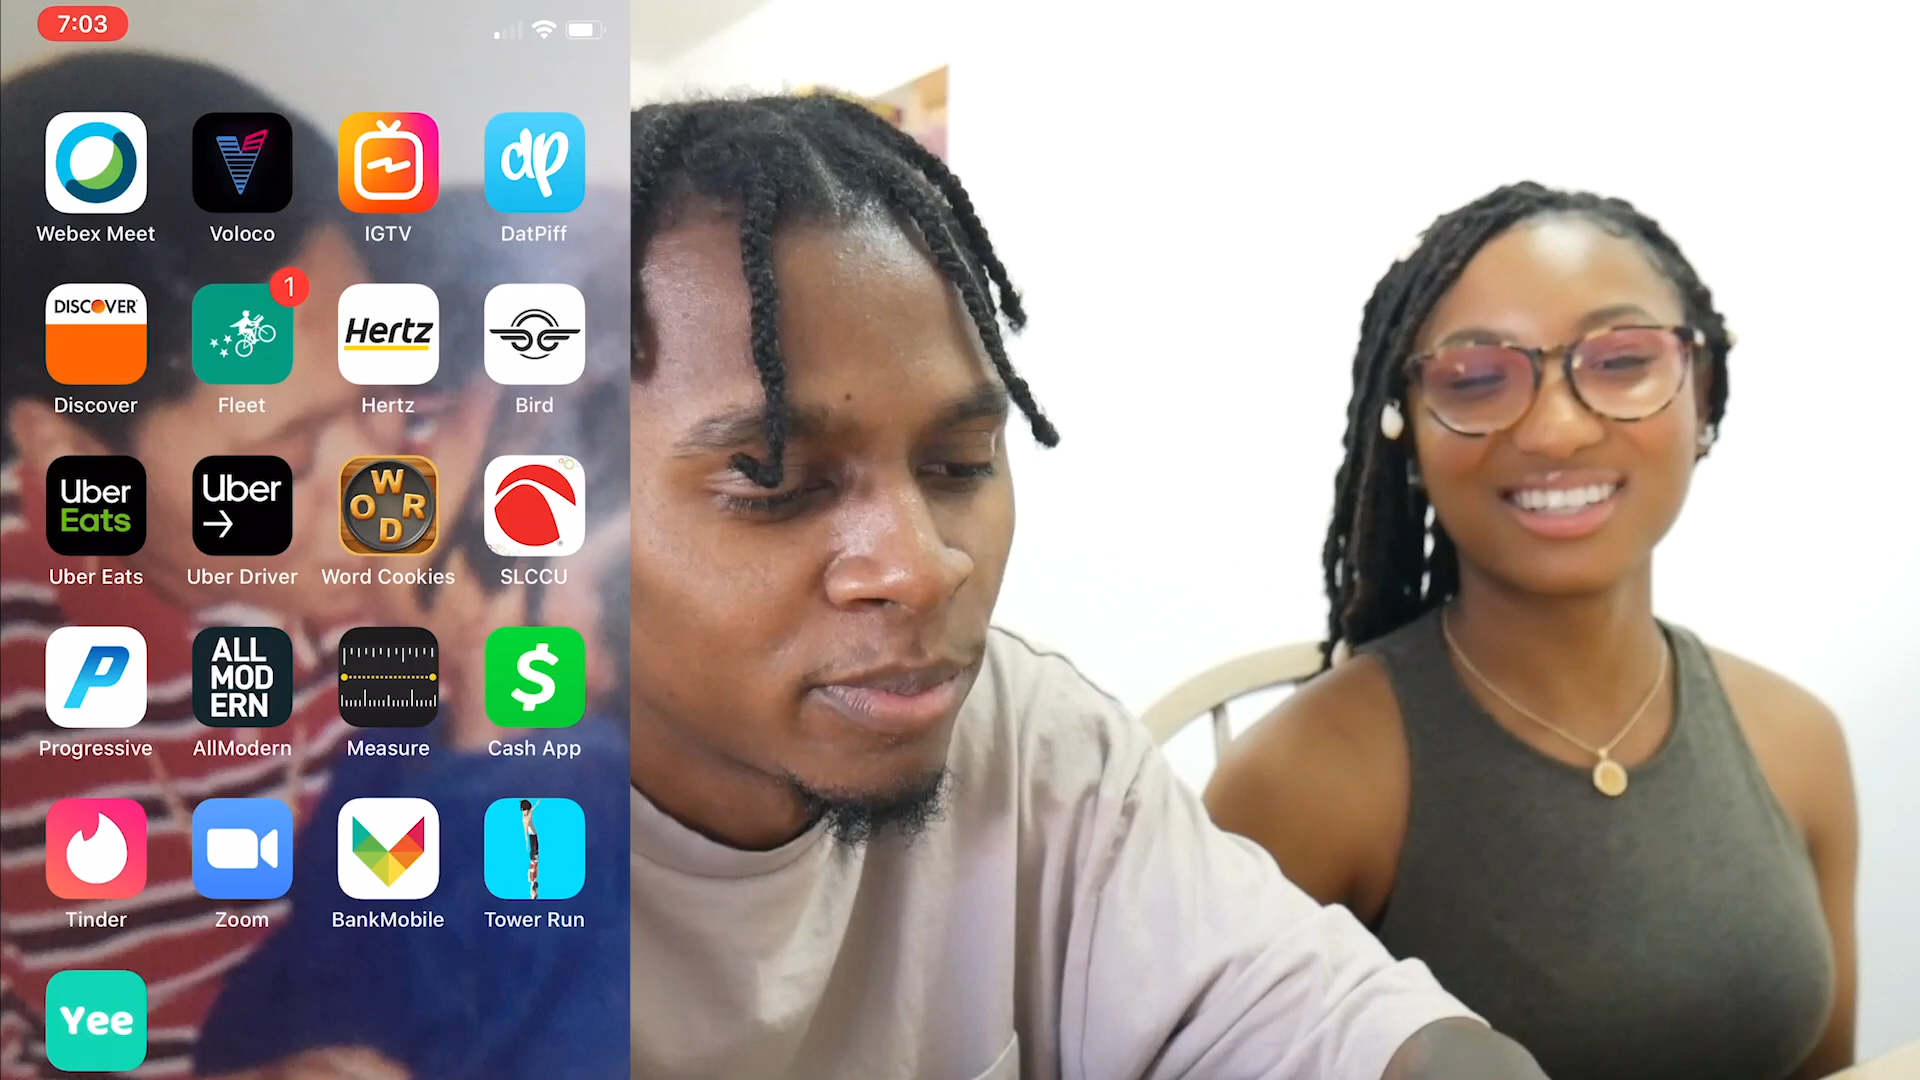 7:03
Webex Meet
Voloco
IGTV
dp
DatPiff
DISCOVER
Discover
1
Fleet
Hertz
Hertz
Bird
Uber
Eats
Uber Eats
Uber
Uber Driver
W
O R
D
Word Cookies
SLCCU
P
Progressive
ALL
MOD
ERN
AllModern
Measure
$
Cash App
Tinder
Zoom
BankMobile
Tower Run
Yee